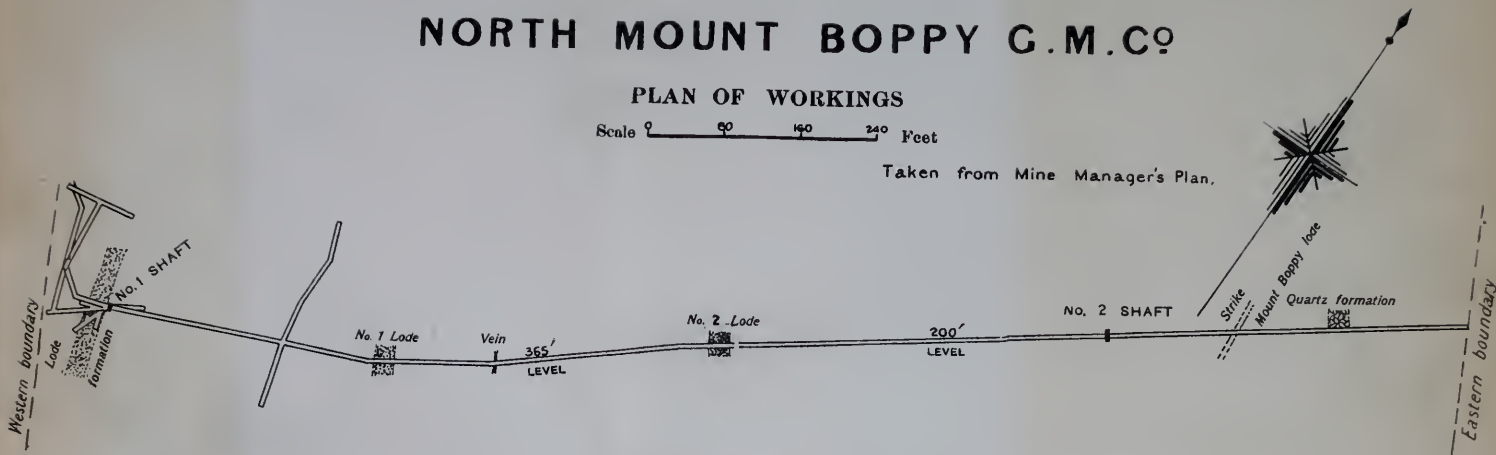 NORTH MOUNT BOPPY G.M.Cº
PLAN OF WORKINGS
Scale 0 80 160 240 Feet
Taken from Mine Manager's Plan.
Western boundary
Lode
formation
No. 1 SHAFT
No. 1 Lode
Vein
365'
LEVEL
No. 2 Lode
200'
LEVEL
No. 2 SHAFT
Strike
Mount Boppy lode
Quartz formation
Eastern boundary